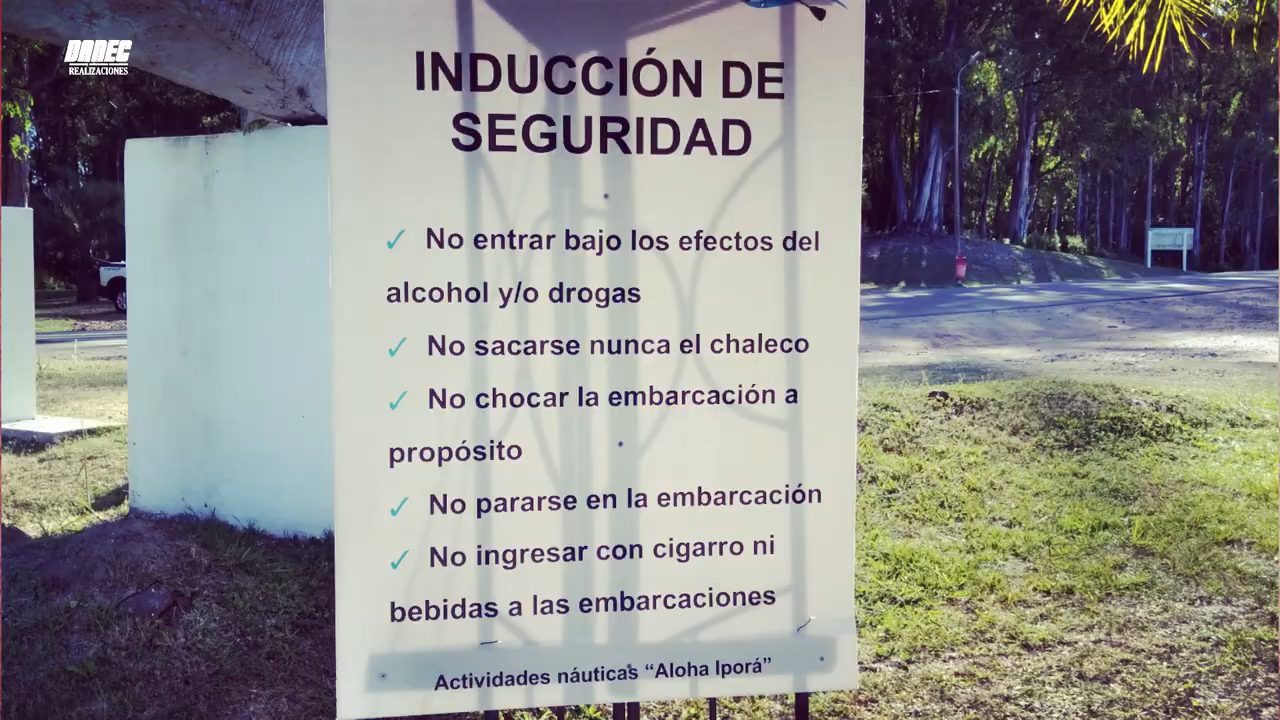 DANEC
REALIZACIONES
INDUCCIÓN DE
SEGURIDAD
✓ No entrar bajo los efectos del
alcohol y/o drogas
✓ No sacarse nunca el chaleco
✓ No chocar la embarcación a
propósito
✓ No pararse en la embarcación
✓ No ingresar con cigarro ni
bebidas a las embarcaciones
Actividades náuticas “Aloha Iporá”